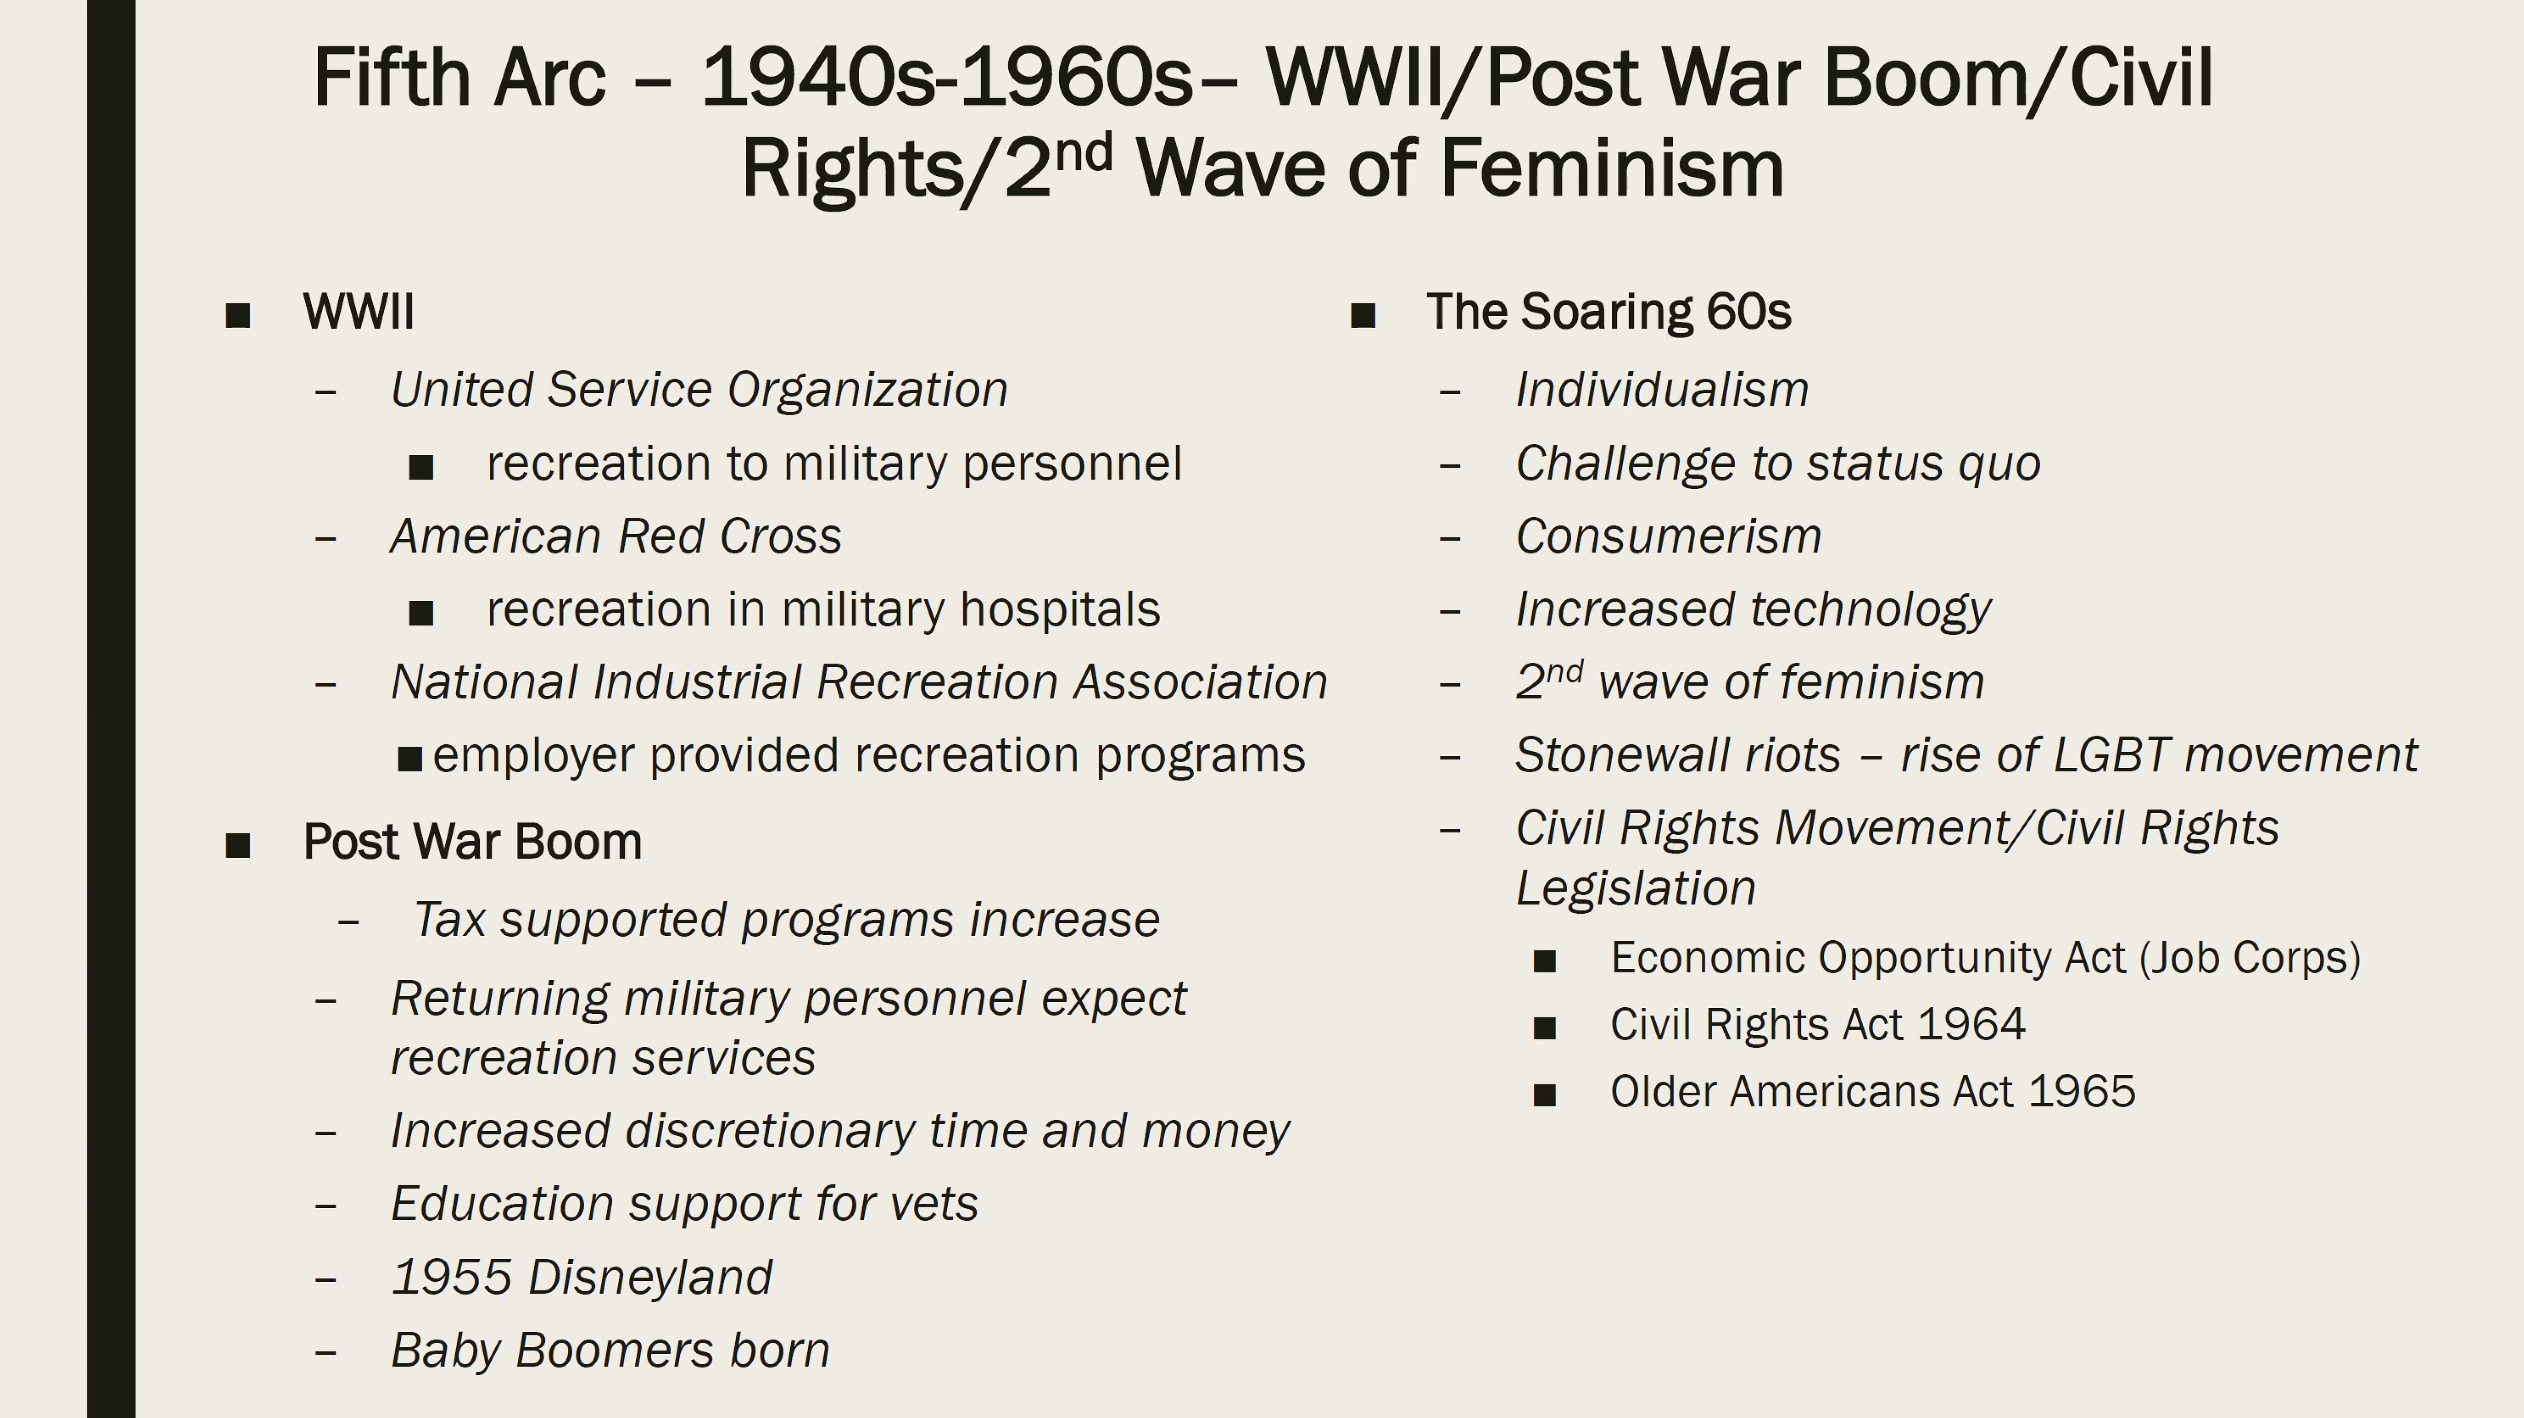 Fifth Arc – 1940s-1960s– WWII/Post War Boom/Civil
Rights/2nd Wave of Feminism
■ WWII
– United Service Organization
■ recreation to military personnel
– American Red Cross
■ recreation in military hospitals
– National Industrial Recreation Association
■ employer provided recreation programs
■ Post War Boom
– Tax supported programs increase
– Returning military personnel expect
recreation services
– Increased discretionary time and money
– Education support for vets
– 1955 Disneyland
– Baby Boomers born
■ The Soaring 60s
– Individualism
– Challenge to status quo
– Consumerism
– Increased technology
– 2nd wave of feminism
– Stonewall riots – rise of LGBT movement
– Civil Rights Movement/Civil Rights
Legislation
■ Economic Opportunity Act (Job Corps)
■ Civil Rights Act 1964
■ Older Americans Act 1965